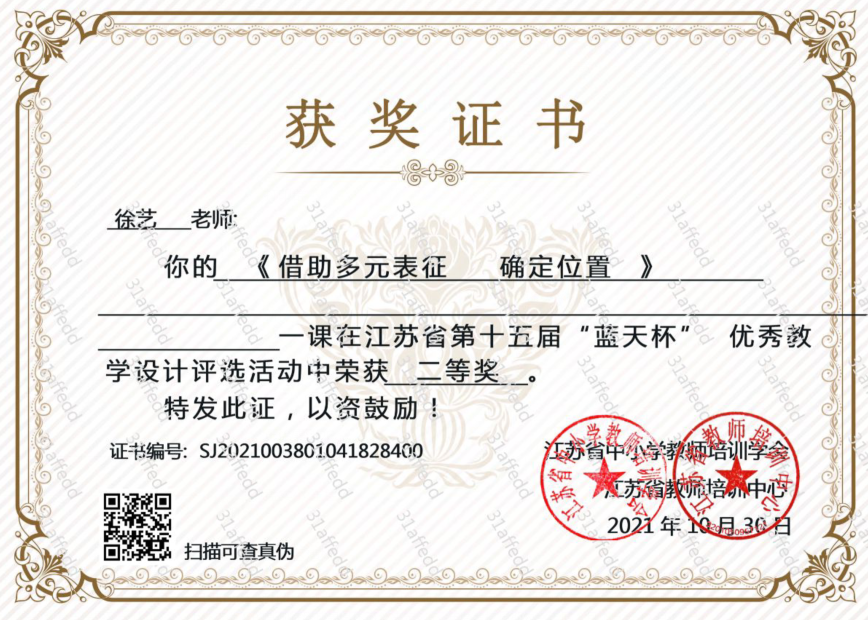 获奖证书
徐艺 老师:
你的 《借助多元表征 确定位置 》
一课在江苏省第十五届“蓝天杯” 优秀教
学设计评选活动中荣获 二等奖 。
特发此证，以资鼓励！
证书编号: SJ2021003801041828400
江苏省中小学教师培训学会
江苏省教师培训中心
2021 年 10 月 30 日
扫描可查真伪
31affedd